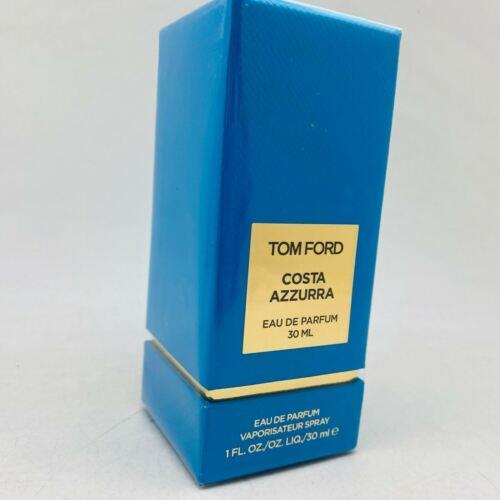 TOM FORD
COSTA
AZZURRA
EAU DE PARFUM
30 ML
EAU DE PARFUM
VAPORISATEUR SPRAY
1 FL. OZ./OZ. LIQ./30 ml ℮